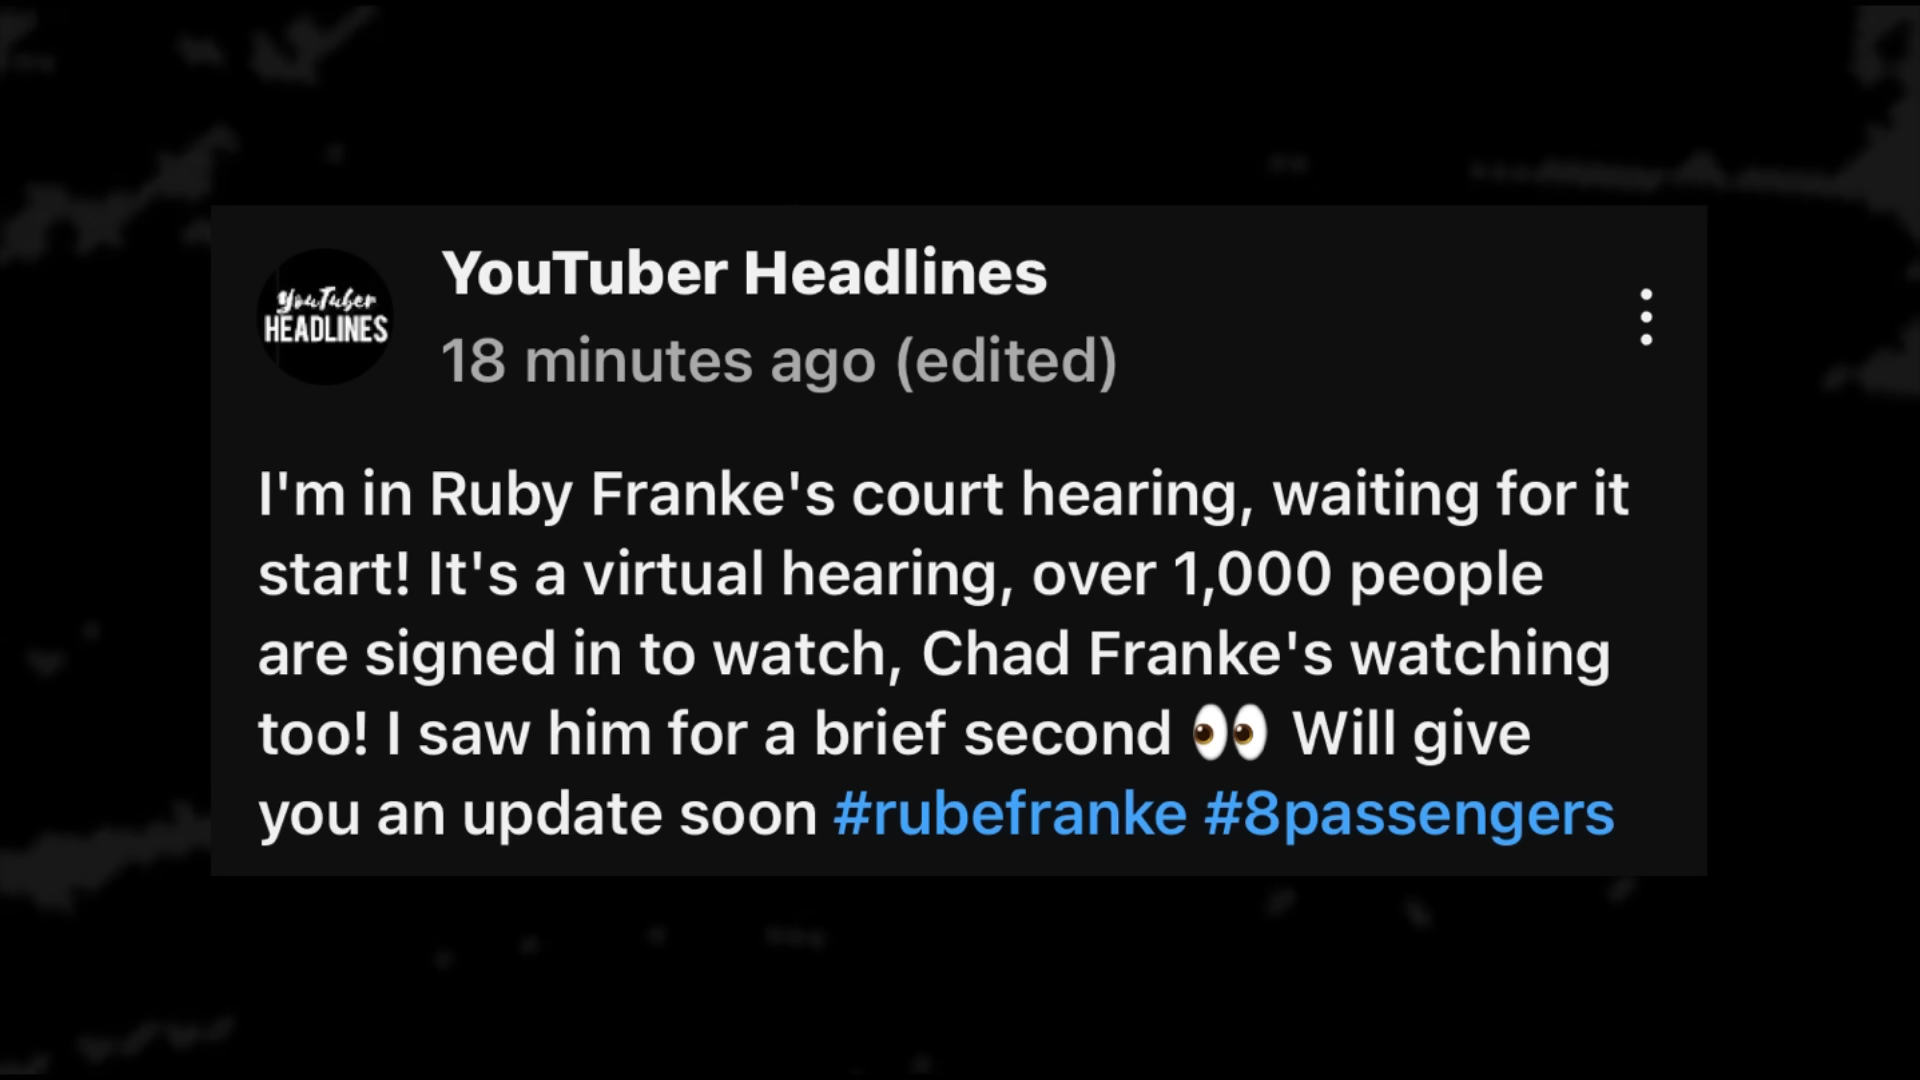 YouTuber
HEADLINES
YouTuber Headlines
18 minutes ago (edited)
I'm in Ruby Franke's court hearing, waiting for it
start! It's a virtual hearing, over 1,000 people
are signed in to watch, Chad Franke's watching
too! I saw him for a brief second 👀 Will give
you an update soon #rubefranke #8passengers